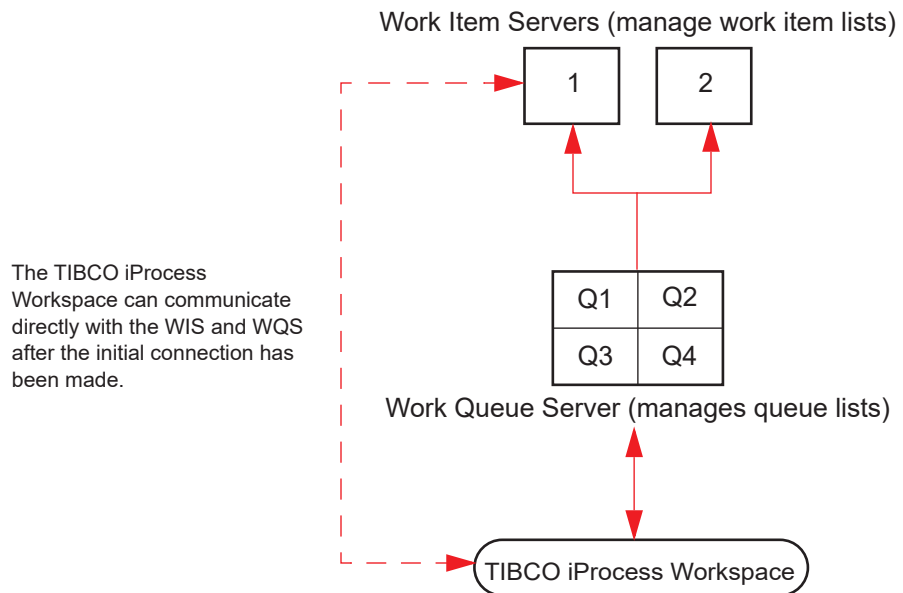 Work Item Servers (manage work item lists)
1
2
The TIBCO iProcess
Workspace can communicate
directly with the WIS and WQS
after the initial connection has
been made.
Q1
Q2
Q3
Q4
Work Queue Server (manages queue lists)
TIBCO iProcess Workspace